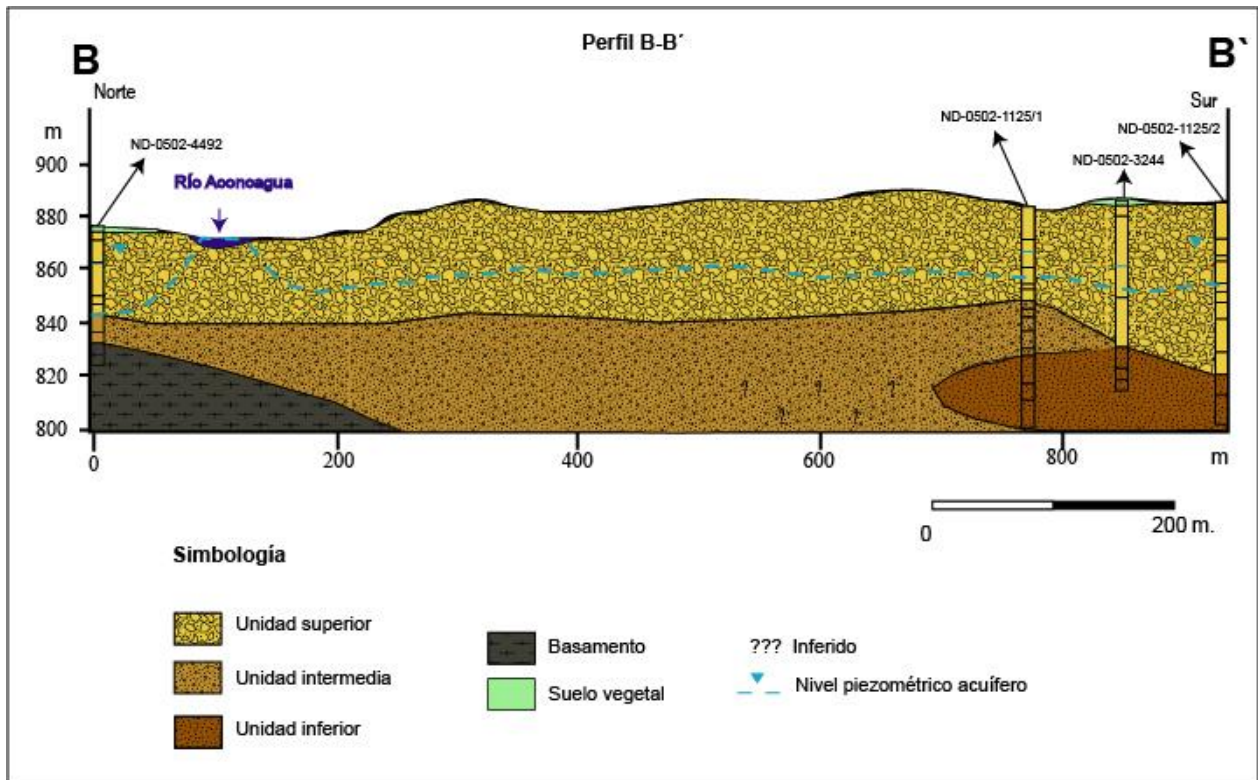 Perfil B-B´
B
B`
Norte
Sur
m
ND-0502-4492
Río Aconcagua
ND-0502-1125/1
ND-0502-1125/2
ND-0502-3244
900
880
860
840
820
800
0
200
400
600
800
m
? ? ?
? ?
0
200 m.
Simbología
Unidad superior
Unidad intermedia
Unidad inferior
Basamento
Suelo vegetal
??? Inferido
Nivel piezométrico acuífero